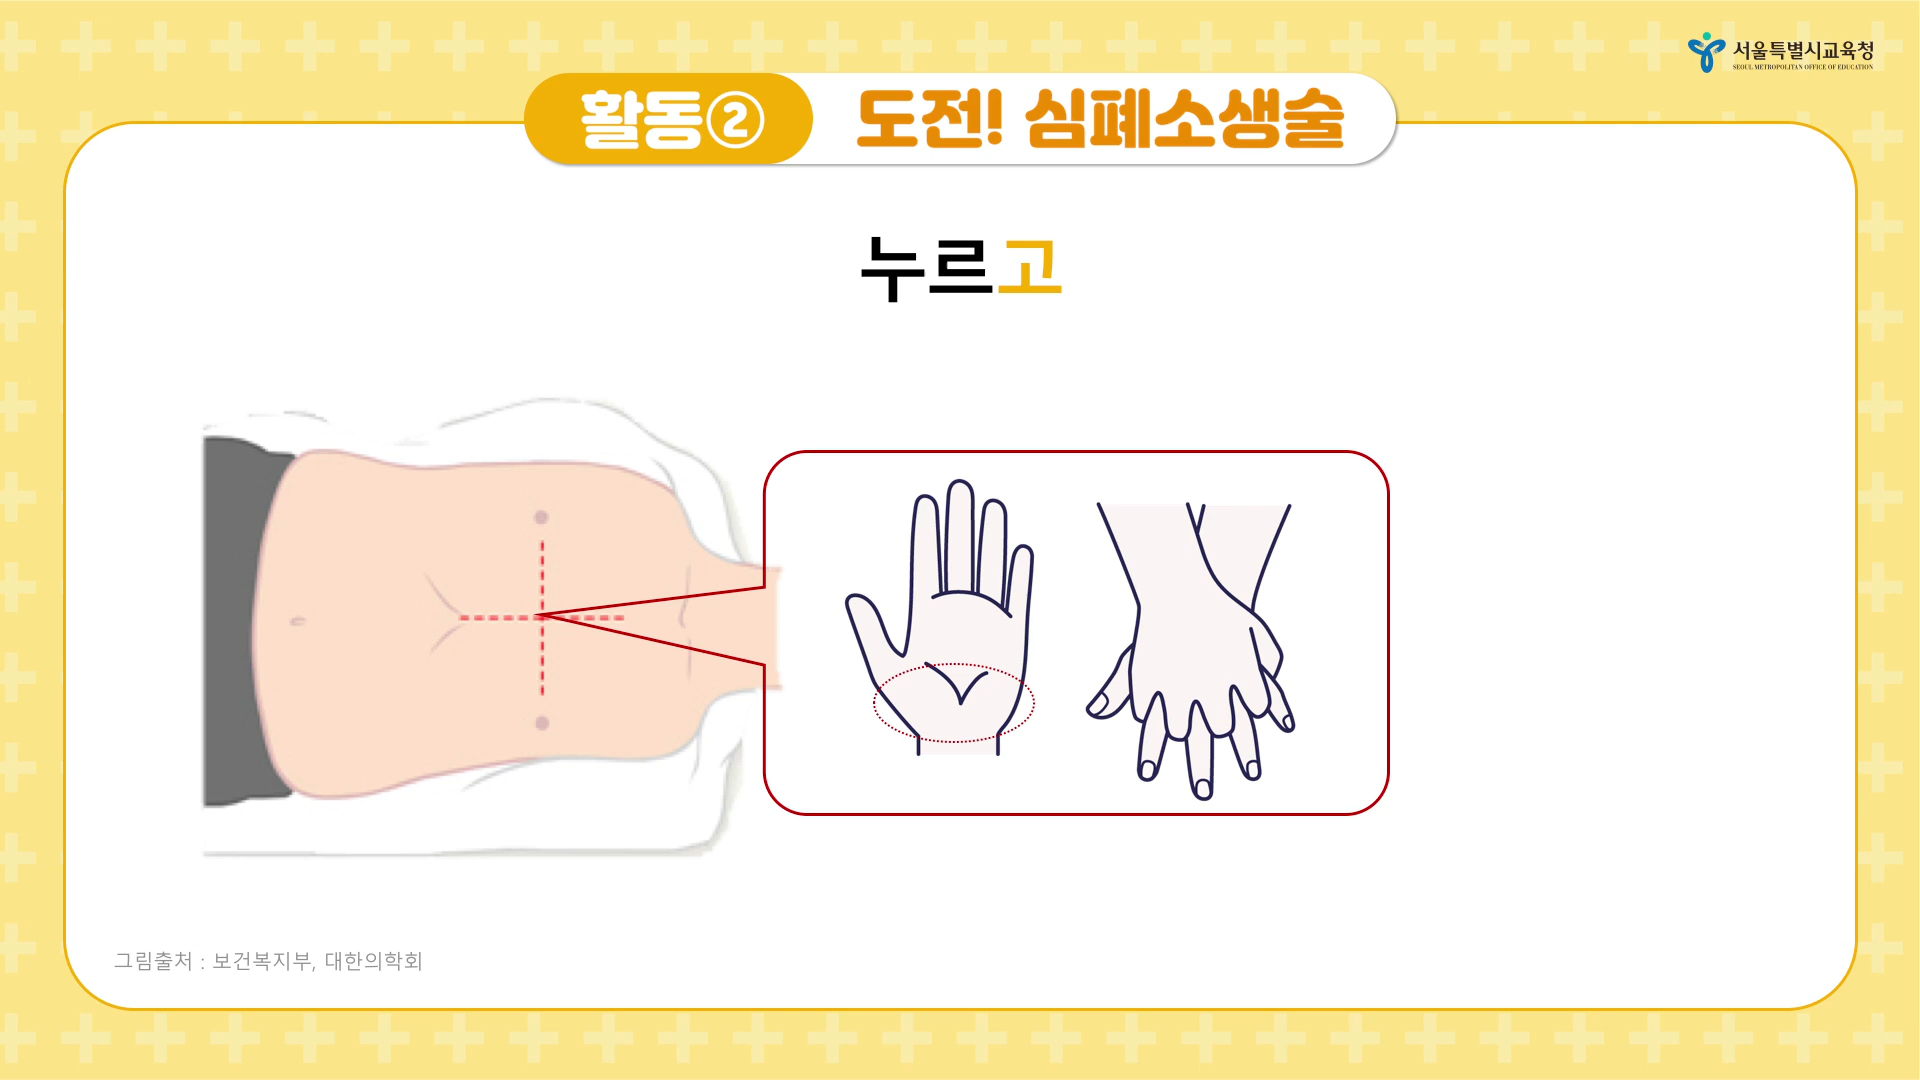 서울특별시교육청
SEOUL METROPOLITAN OFFICE OF EDUCATION
활동② 도전! 심폐소생술
누르고
그림출처 : 보건복지부, 대한의학회